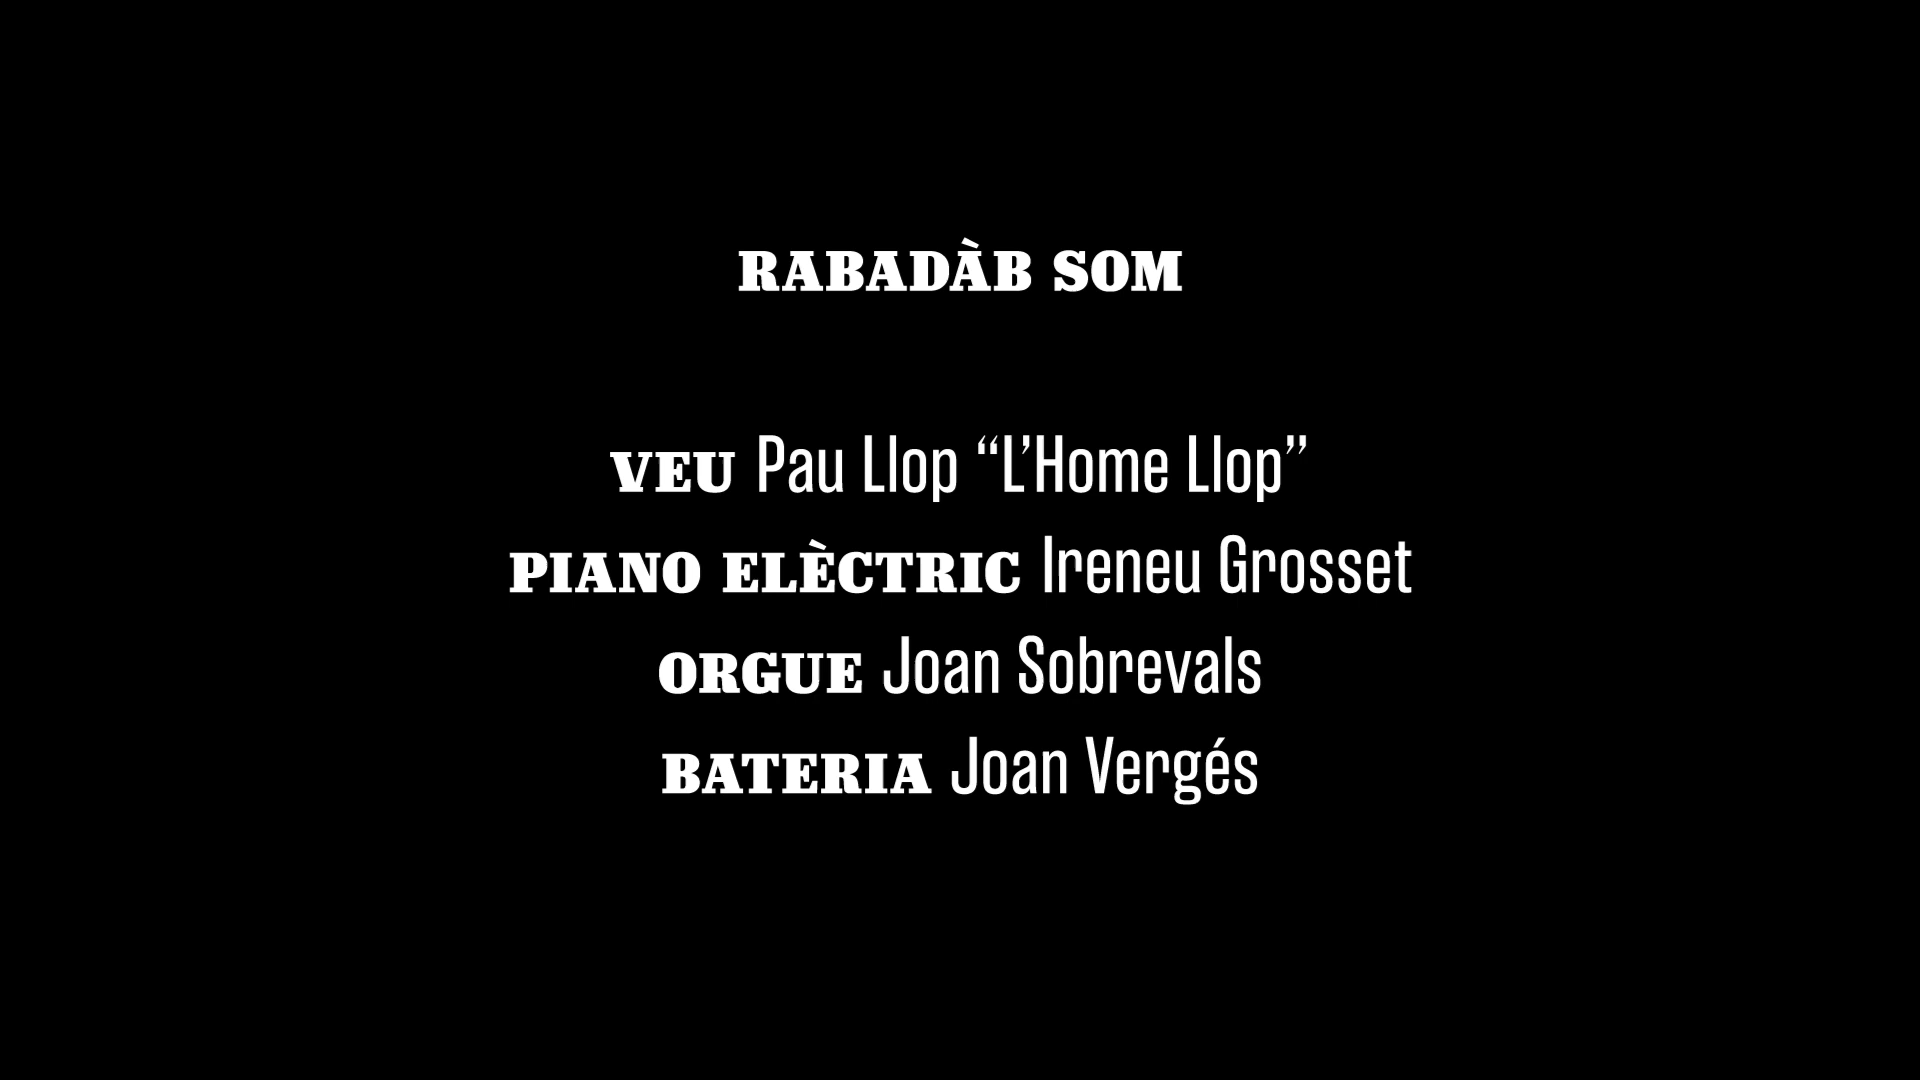 RABADÀB SOM
VEU Pau Llop “L’Home Llop”
PIANO ELÈCTRIC Ireneu Grosset
ORGUE Joan Sobrevals
BATERIA Joan Vergés